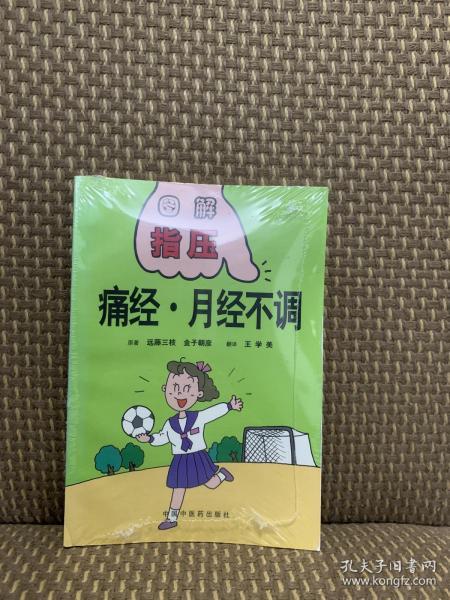 图解
指压
痛经·月经不调
原著 远藤三枝 金子朝彦 翻译 王学美
中国中医药出版社
孔夫子旧书网
www.kongfz.com